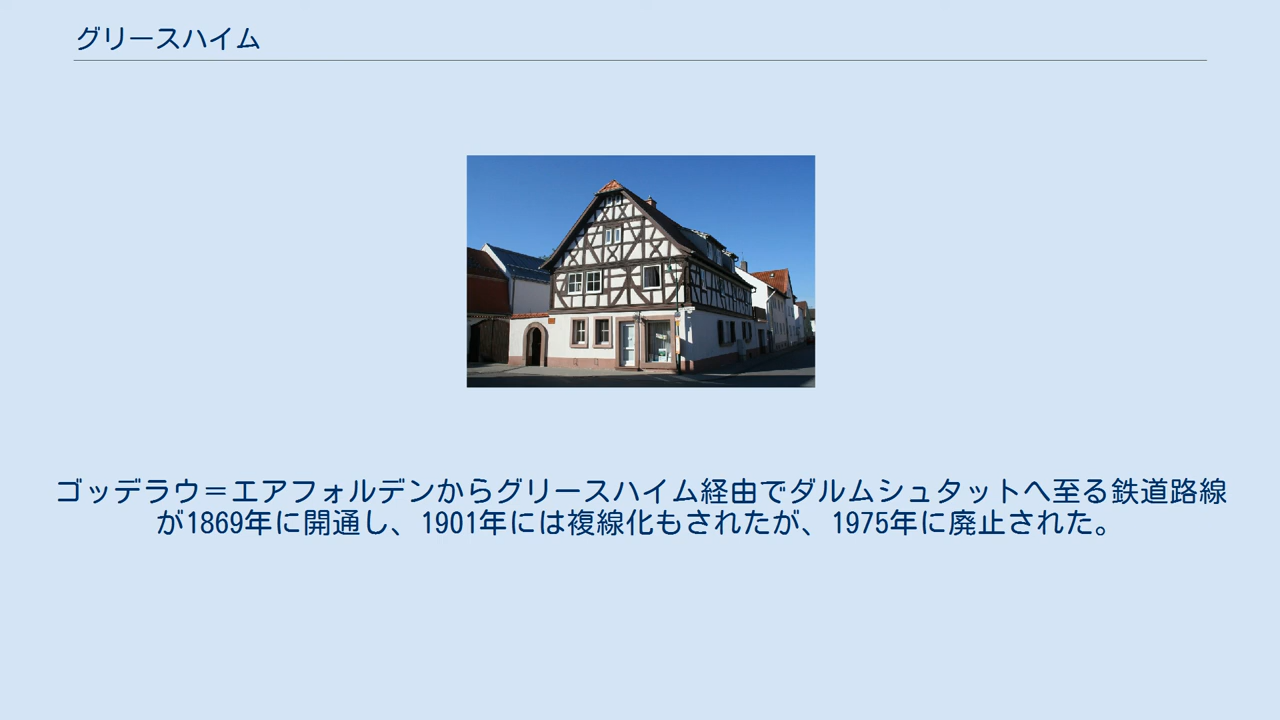 グリースハイム
ゴッデラウ＝エアフォルデンからグリースハイム経由でダルムシュタットへ至る鉄道路線
が1869年に開通し、1901年には複線化もされたが、1975年に廃止された。